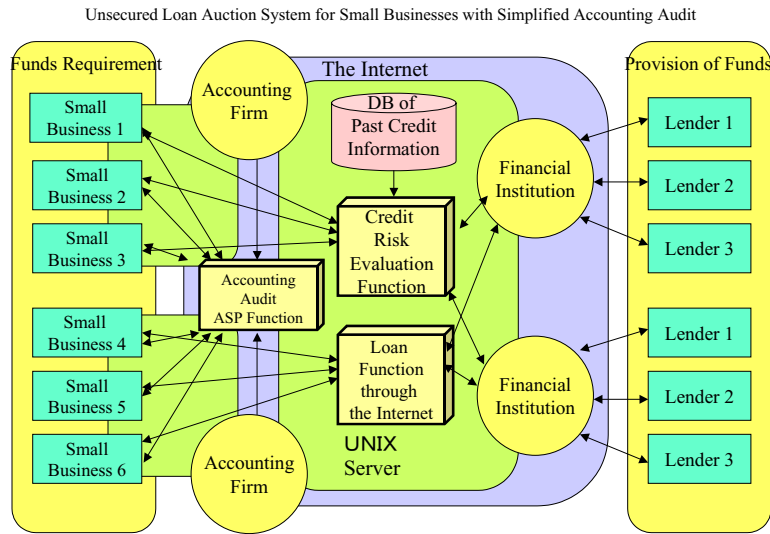 Unsecured Loan Auction System for Small Businesses with Simplified Accounting Audit
Funds Requirement
Small
Business 1
Small
Business 2
Small
Business 3
Small
Business 4
Small
Business 5
Small
Business 6
Accounting
Firm
Accounting
Audit
ASP Function
Accounting
Firm
The Internet
DB of
Past Credit
Information
Credit
Risk
Evaluation
Function
Loan
Function
through
the Internet
UNIX
Server
Financial
Institution
Financial
Institution
Provision of Funds
Lender 1
Lender 2
Lender 3
Lender 1
Lender 2
Lender 3